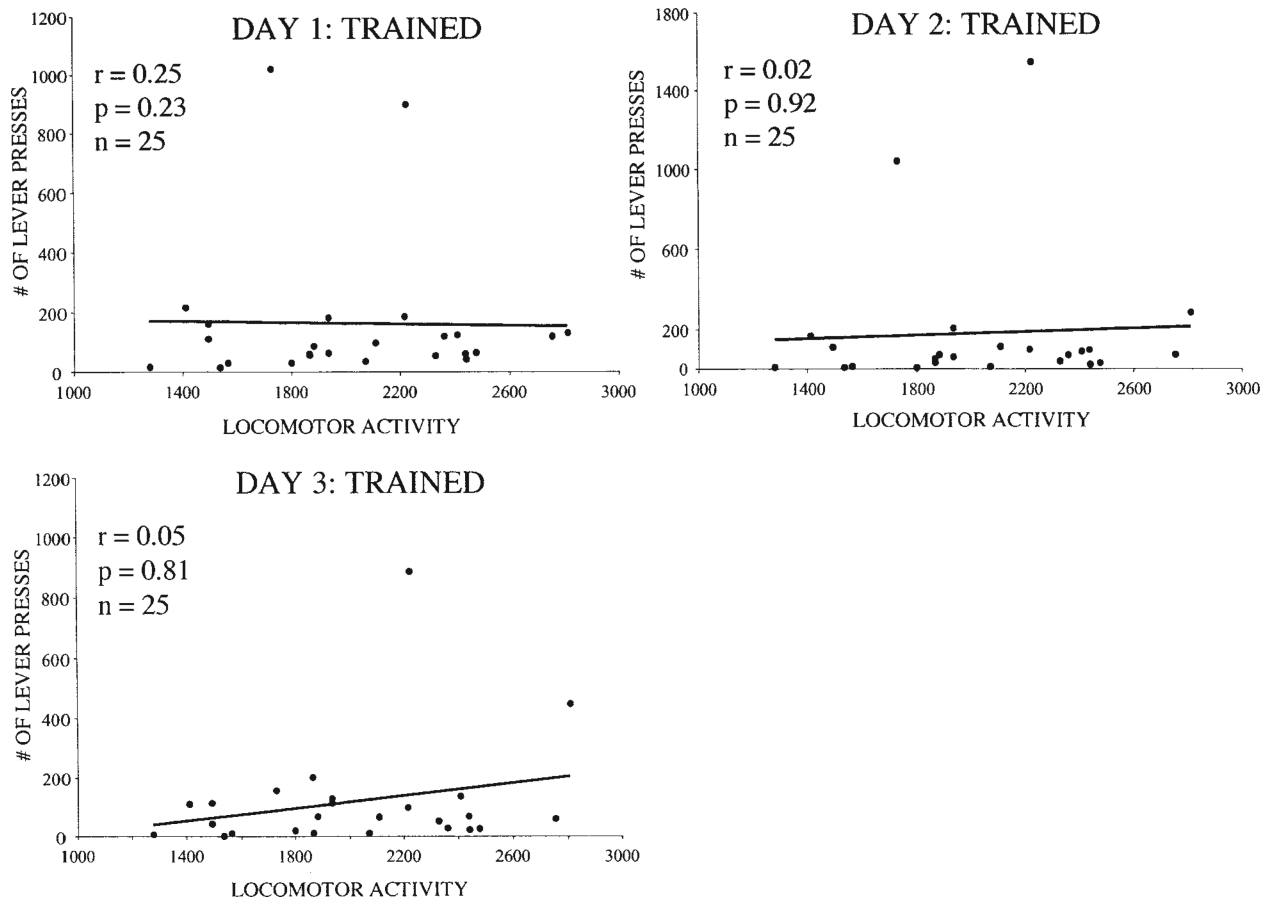 DAY 1: TRAINED
r = 0.25
p = 0.23
n = 25
# OF LEVER PRESSES
1200
1000
800
600
400
200
0
1000 1400 1800 2200 2600 3000
LOCOMOTOR ACTIVITY
DAY 2: TRAINED
r = 0.02
p = 0.92
n = 25
# OF LEVER PRESSES
1800
1400
1000
600
200
0
1000 1400 1800 2200 2600 3000
LOCOMOTOR ACTIVITY
DAY 3: TRAINED
r = 0.05
p = 0.81
n = 25
# OF LEVER PRESSES
1200
1000
800
600
400
200
0
1000 1400 1800 2200 2600 3000
LOCOMOTOR ACTIVITY